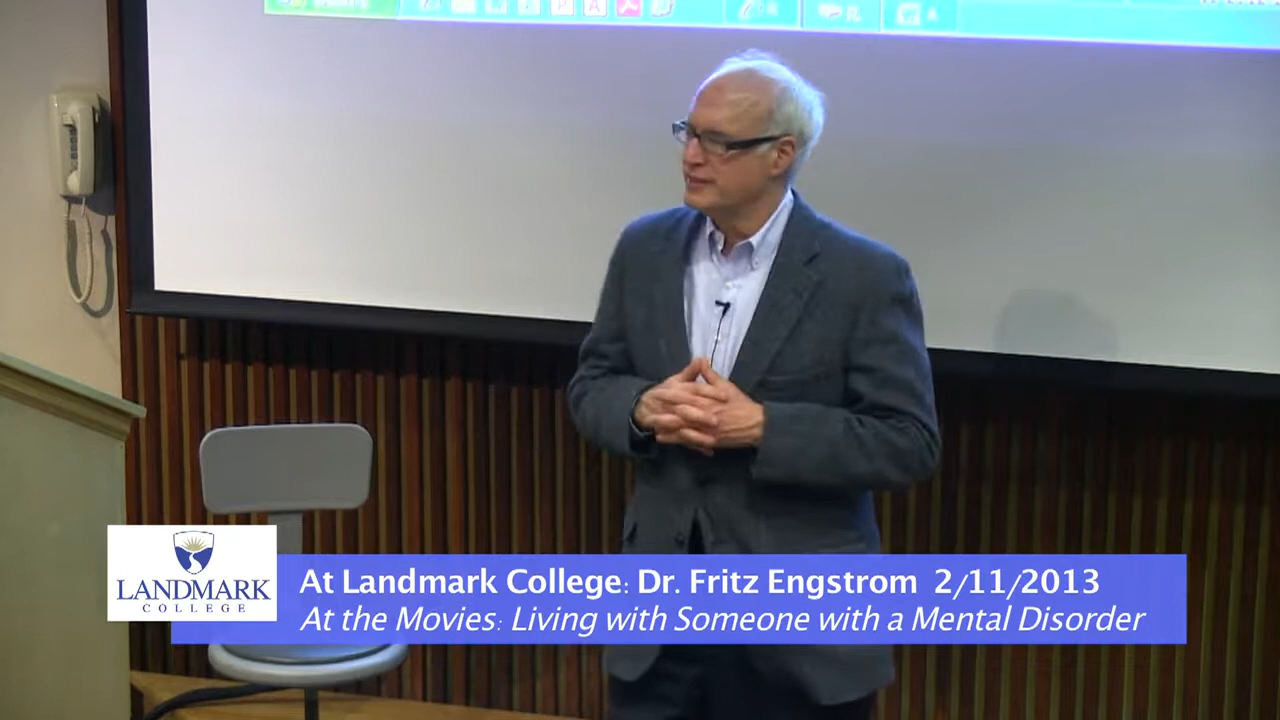 At Landmark College: Dr. Fritz Engstrom 2/11/2013
At the Movies: Living with Someone with a Mental Disorder
LANDMARK
COLLEGE